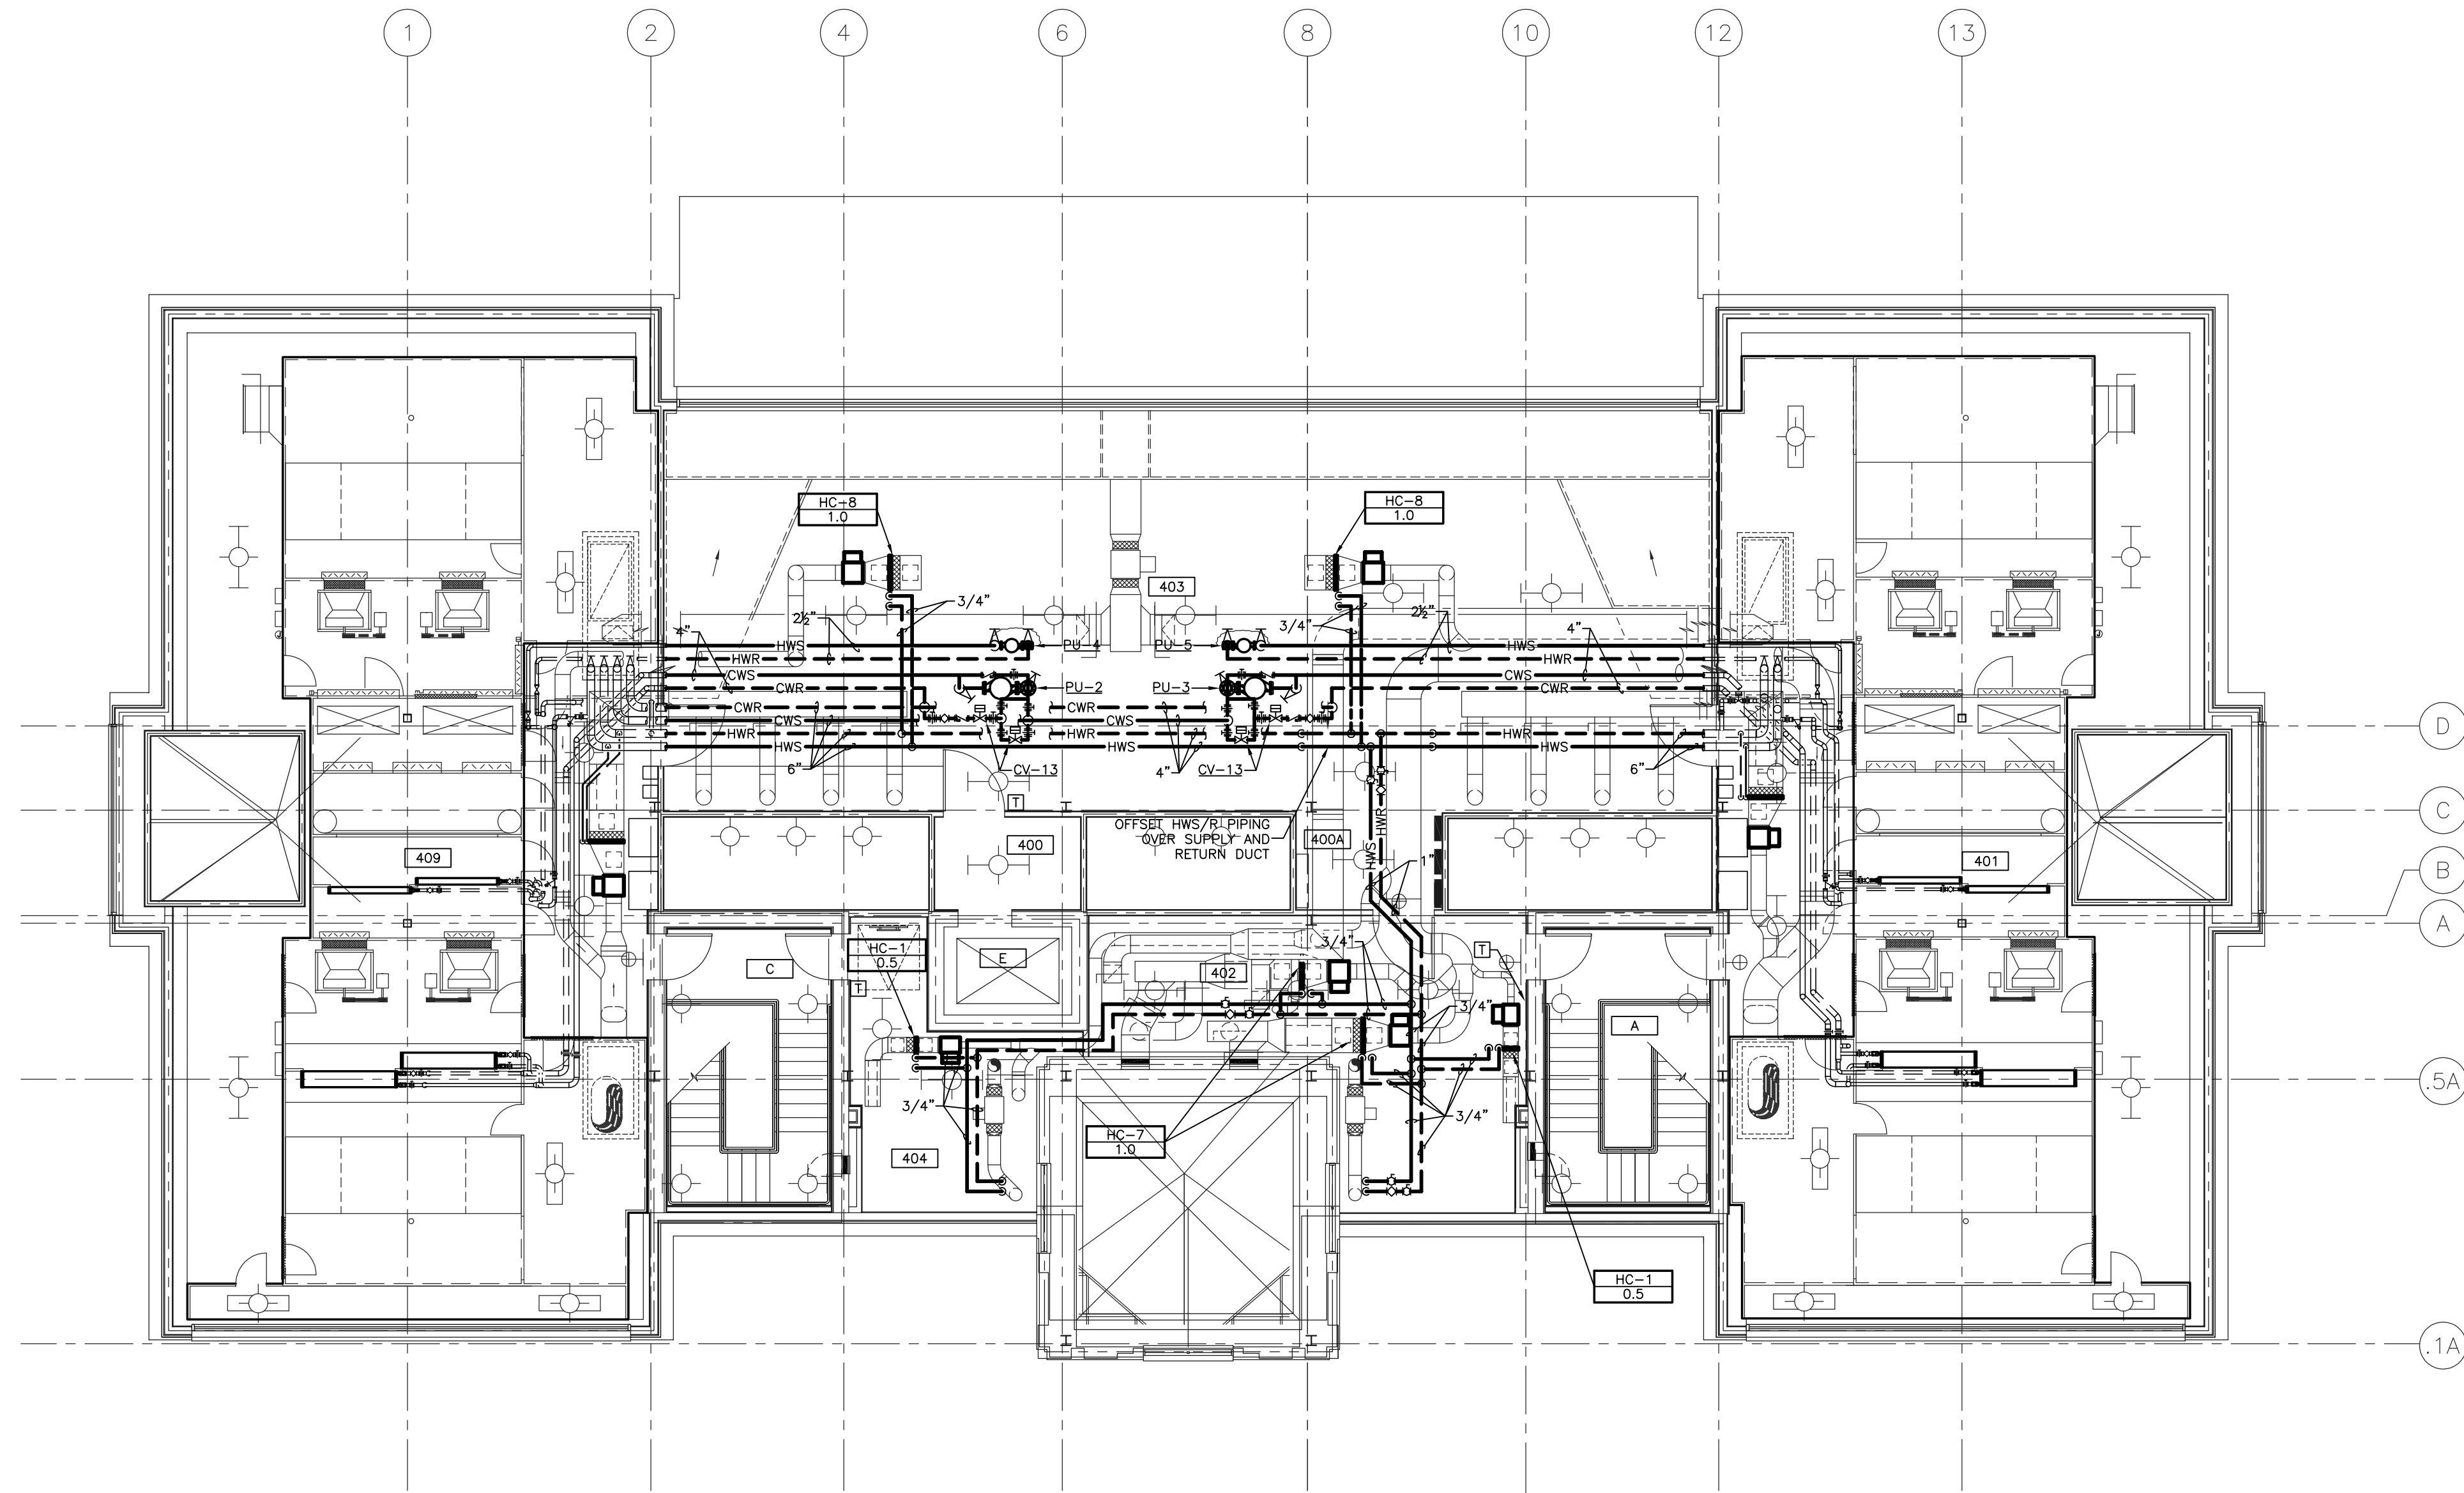 1 2 4 6 8 10 12 13
HC-8
1.0
HC-8
1.0
403
3/4"
2½"
4"
3/4"
2½"
4"
HWS
HWR
CWS
CWR
PU-4
PU-5
HWS
HWR
CWS
CWR
PU-2
PU-3
CWR
CWS
HWR
HWS
CWR
CWS
HWR
HWS
HWR
HWS
6"
CV-13
4"
CV-13
6"
D
T
C
OFFSET HWS/R PIPING
OVER SUPPLY AND
RETURN DUCT
400
400A
HWS
HWR
1"
409
401
B
A
HC-1
0.5
C
E
402
3/4"
T
T
3/4"
A
3/4"
3/4"
HC-7
1.0
404
.5A
HC-1
0.5
.1A